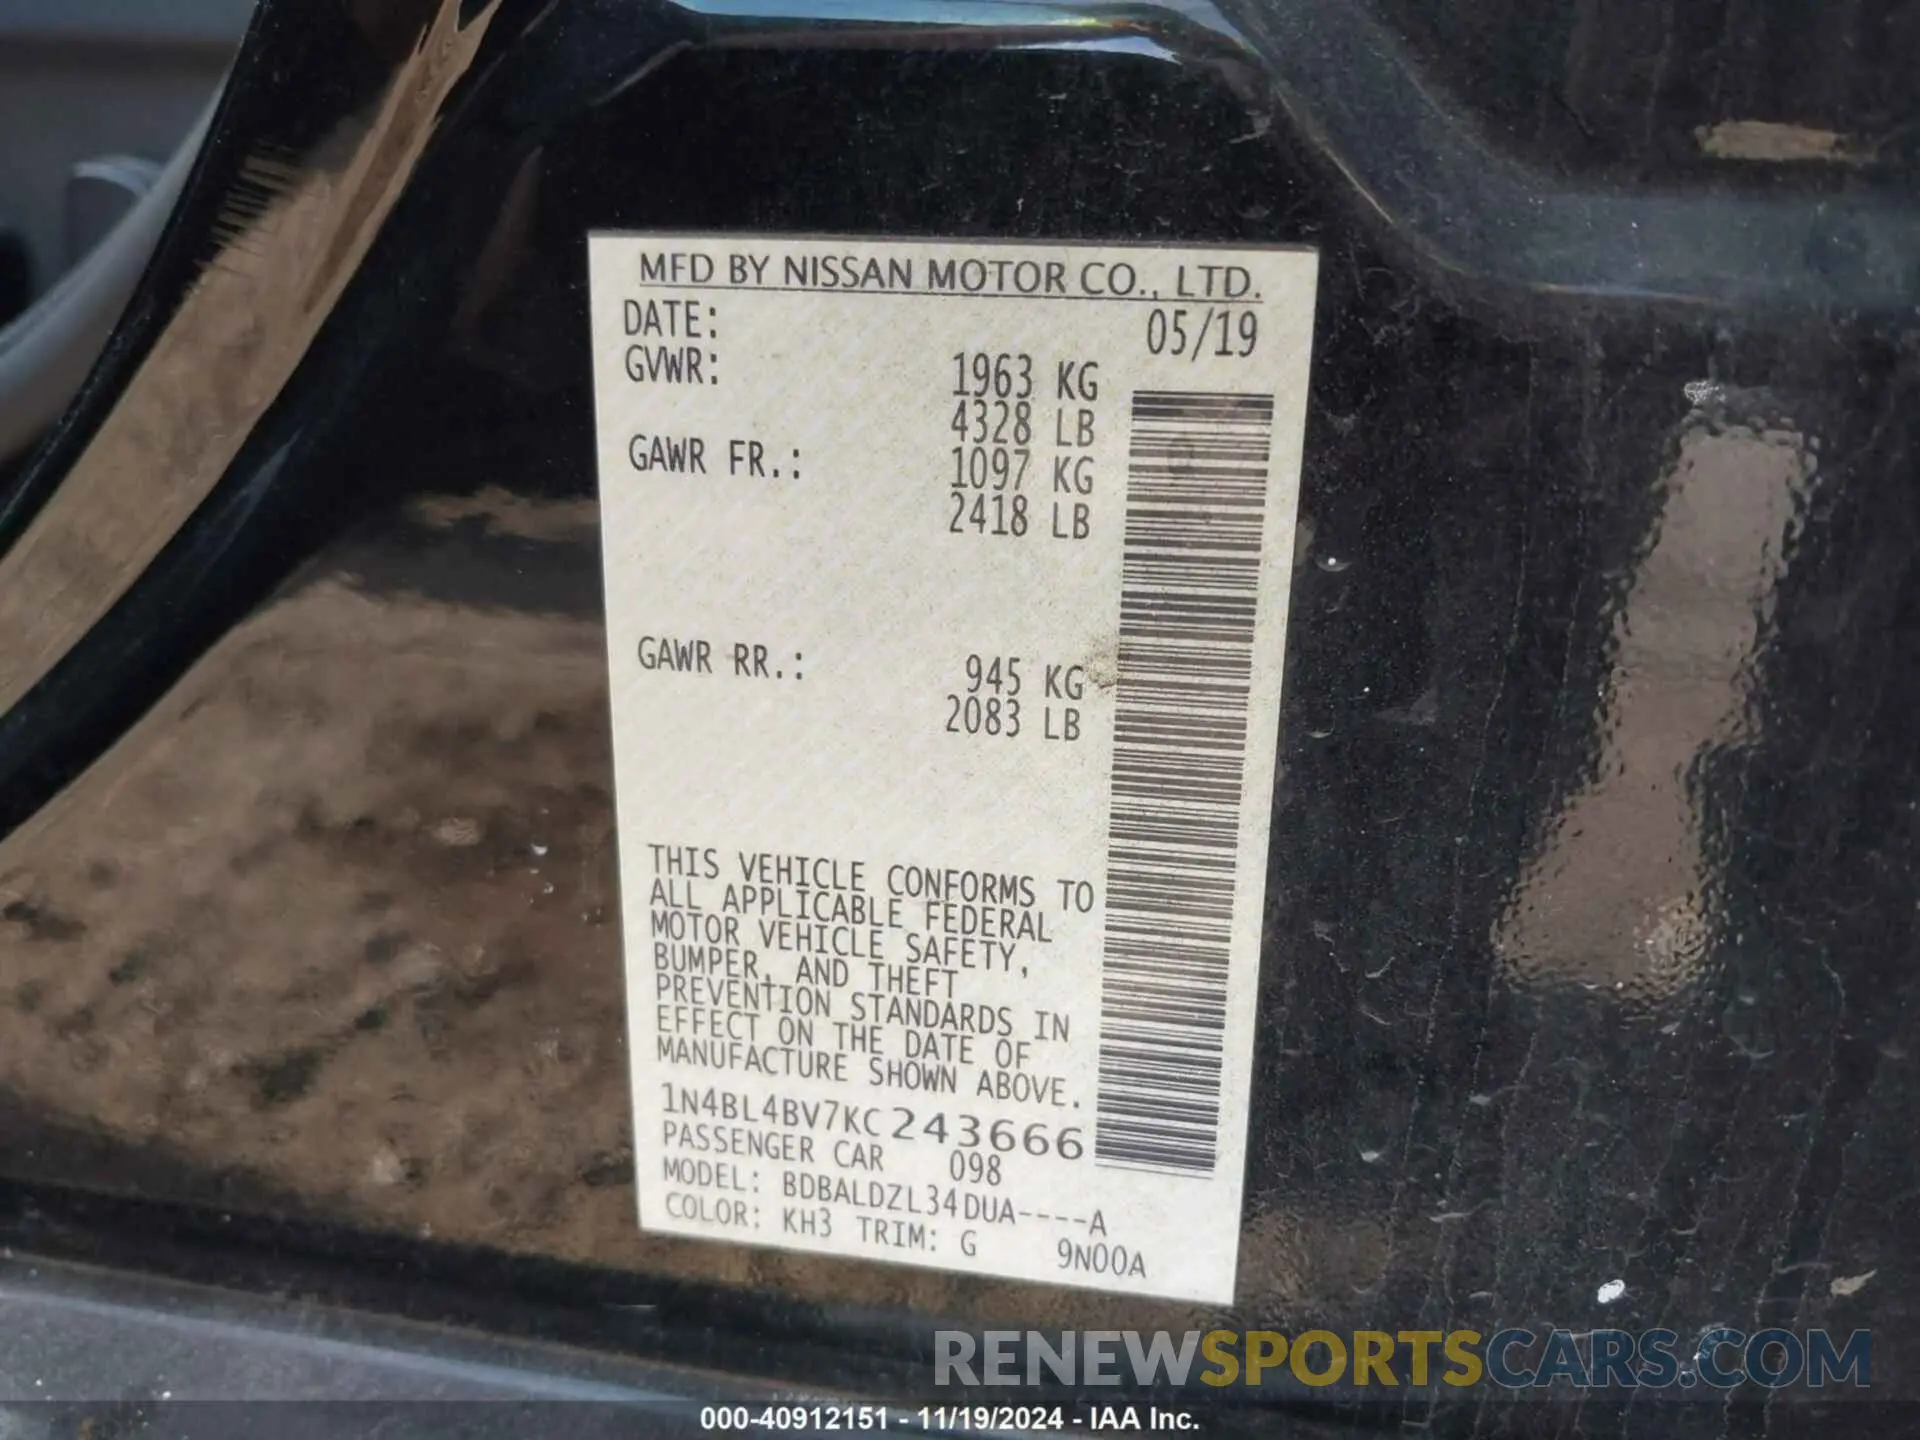 MFD BY NISSAN MOTOR CO., LTD.
DATE: 05/19
GVWR: 1963 KG
4328 LB
GAWR FR.: 1097 KG
2418 LB
GAWR RR.: 945 KG
2083 LB
THIS VEHICLE CONFORMS TO
ALL APPLICABLE FEDERAL
MOTOR VEHICLE SAFETY,
BUMPER, AND THEFT
PREVENTION STANDARDS IN
EFFECT ON THE DATE OF
MANUFACTURE SHOWN ABOVE.
1N4BL4BV7KC243666
PASSENGER CAR 098
MODEL: BDBALDZL34DUA----A
COLOR: KH3 TRIM: G 9N00A
RENEWSPORTSCARS.COM
000-40912151 - 11/19/2024 - IAA Inc.